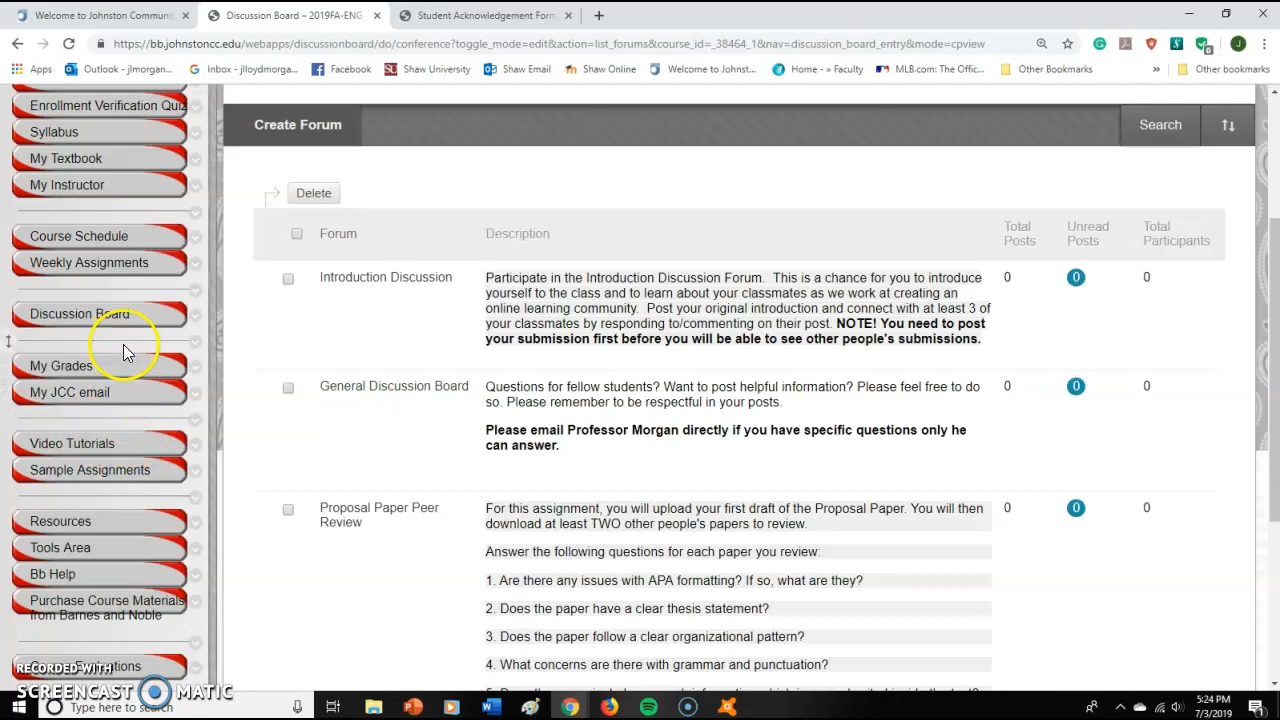 Welcome to Johnston Communi
Discussion Board – 2019FA-ENG-
Student Acknowledgement Form
https://bb.johnstoncc.edu/webapps/discussionboard/do/conference?toggle_mode=edit&action=list_forums&course_id=_38464_1&nav=discussion_board_entry&mode=cpview
Apps
Outlook - jlmorgan...
Inbox - jlloydmorga...
Facebook
Shaw University
Shaw Email
Shaw Online
Welcome to Johnst...
Home - » Faculty
MLB.com: The Offic...
Other Bookmarks
»
Other bookmarks
Enrollment Verification Quiz
Syllabus
My Textbook
My Instructor
Course Schedule
Weekly Assignments
Discussion Board
My Grades
My JCC email
Video Tutorials
Sample Assignments
Resources
Tools Area
Bb Help
Purchase Course Materials
from Barnes and Noble
Create Forum
Search
Delete
Forum
Description
Total
Posts
Unread
Posts
Total
Participants
Introduction Discussion
Participate in the Introduction Discussion Forum. This is a chance for you to introduce
yourself to the class and to learn about your classmates as we work at creating an
online learning community. Post your original introduction and connect with at least 3 of
your classmates by responding to/commenting on their post. NOTE! You need to post
your submission first before you will be able to see other people's submissions.
0
0
0
General Discussion Board
Questions for fellow students? Want to post helpful information? Please feel free to do
so. Please remember to be respectful in your posts.
Please email Professor Morgan directly if you have specific questions only he
can answer.
0
0
0
Proposal Paper Peer
Review
For this assignment, you will upload your first draft of the Proposal Paper. You will then
download at least TWO other people's papers to review.
Answer the following questions for each paper you review:
1. Are there any issues with APA formatting? If so, what are they?
2. Does the paper have a clear thesis statement?
3. Does the paper follow a clear organizational pattern?
4. What concerns are there with grammar and punctuation?
0
0
0
RECORDED WITH
SCREENCAST MATIC
Type here to search
5:24 PM
7/3/2019